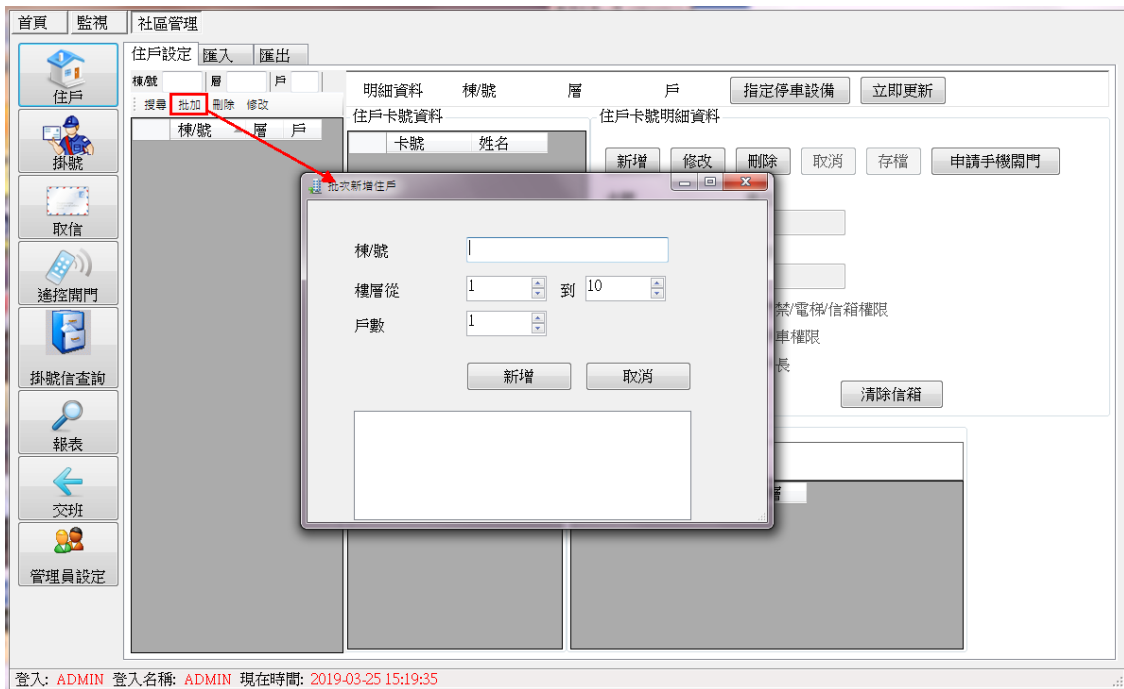 首頁 監視 社區管理
住戶設定 匯入 匯出
棟/號 層 戶
搜尋 批加 刪除 修改
棟/號 層 戶
住戶
掛號
取信
遙控開門
掛號信查詢
報表
交班
管理員設定
明細資料 棟/號 層 戶 指定停車設備 立即更新
住戶卡號資料
卡號 姓名
住戶卡號明細資料
新增 修改 刪除 取消 存檔 申請手機開門
禁/電梯/信箱權限
車權限
長
清除信箱
批次新增住戶
棟/號
樓層從 1 到 10
戶數 1
新增 取消
登入: ADMIN 登入名稱: ADMIN 現在時間: 2019-03-25 15:19:35